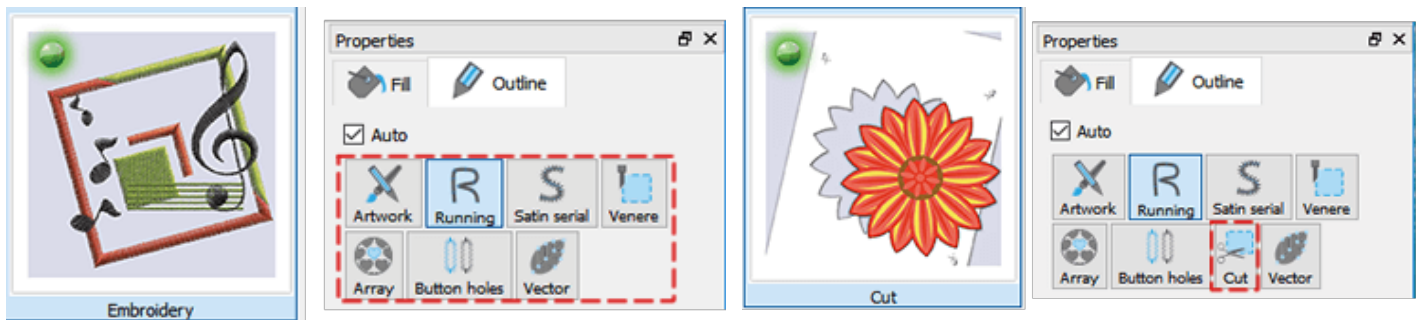 Embroidery
Properties
Fill
Outline
Auto
Artwork Running Satin serial Venere
Array Button holes Vector
Cut
Properties
Fill
Outline
Auto
Artwork Running Satin serial Venere
Array Button holes Cut Vector